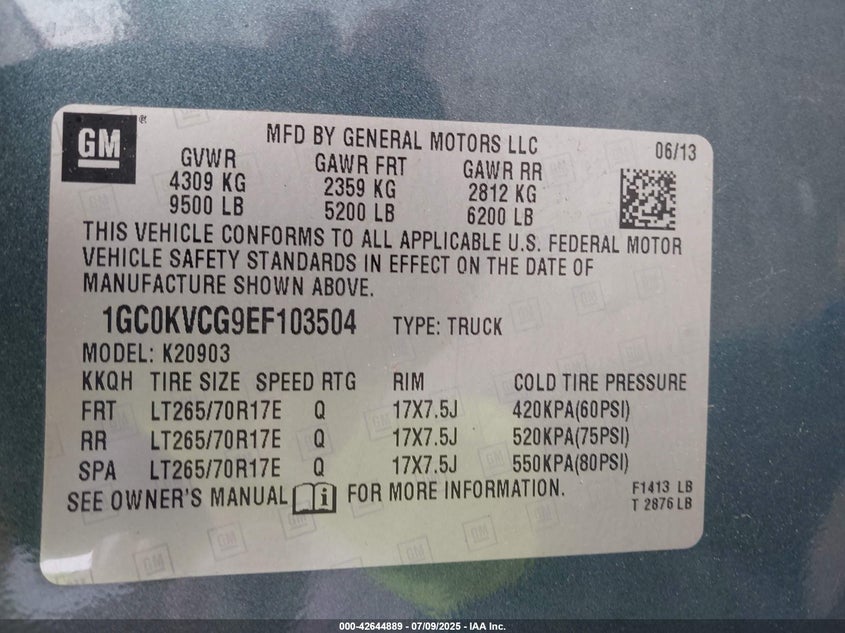 GM®
MFD BY GENERAL MOTORS LLC
06/13
GVWR GAWR FRT GAWR RR
4309 KG 2359 KG 2812 KG
9500 LB 5200 LB 6200 LB
THIS VEHICLE CONFORMS TO ALL APPLICABLE U.S. FEDERAL MOTOR
VEHICLE SAFETY STANDARDS IN EFFECT ON THE DATE OF
MANUFACTURE SHOWN ABOVE.
1GC0KVCG9EF103504 TYPE: TRUCK
MODEL: K20903
KKQH TIRE SIZE SPEED RTG RIM COLD TIRE PRESSURE
FRT LT265/70R17E Q 17X7.5J 420KPA(60PSI)
RR LT265/70R17E Q 17X7.5J 520KPA(75PSI)
SPA LT265/70R17E Q 17X7.5J 550KPA(80PSI)
SEE OWNER'S MANUAL i FOR MORE INFORMATION.
F1413 LB
T 2876 LB
000-42644889 - 07/09/2025 - IAA Inc.